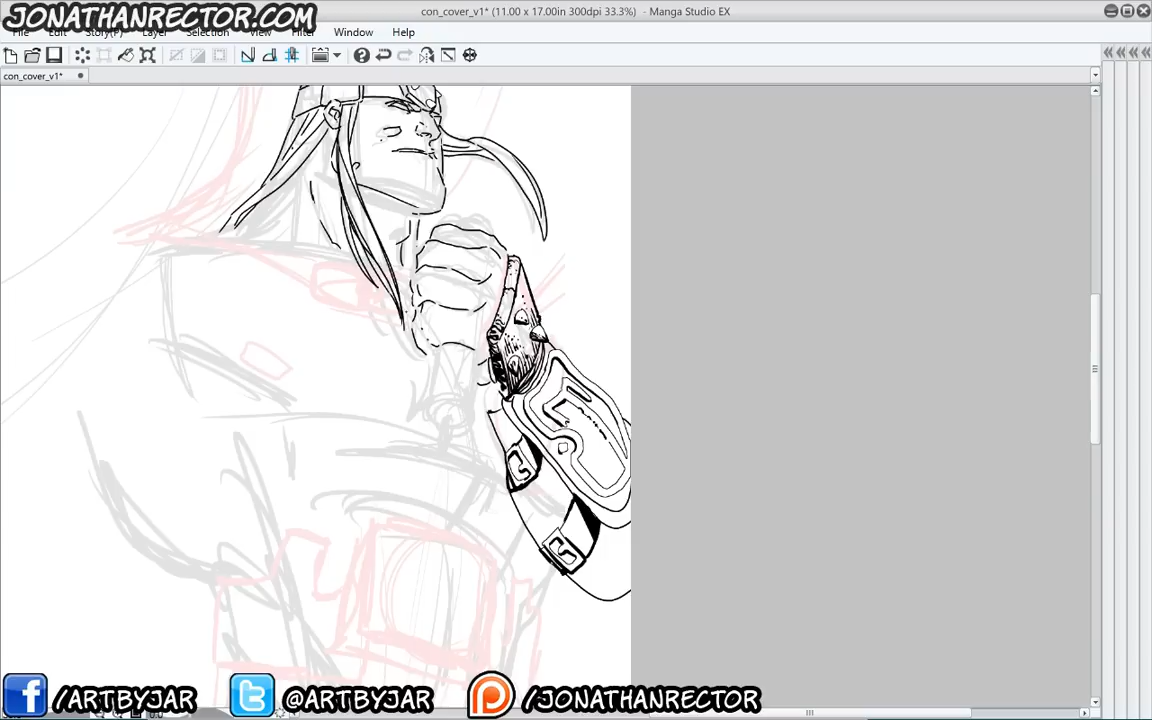 JONATHANRECTOR.COM
con_cover_v1* (11.00 x 17.00in 300dpi 33.3%) - Manga Studio EX
File Edit Story(P) Layer Selection View Filter Window Help
con_cover_v1*
/ARTBYJAR @ARTBYJAR /JONATHANRECTOR